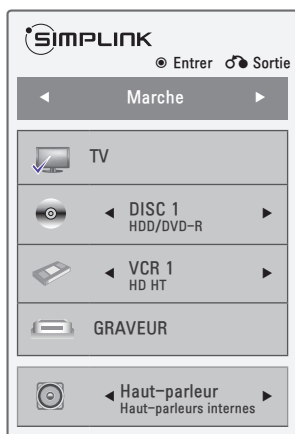 SIMPLINK
Entrer Sortie
Marche
TV
DISC 1
HDD/DVD-R
VCR 1
HD HT
GRAVEUR
Haut-parleur
Haut-parleurs internes